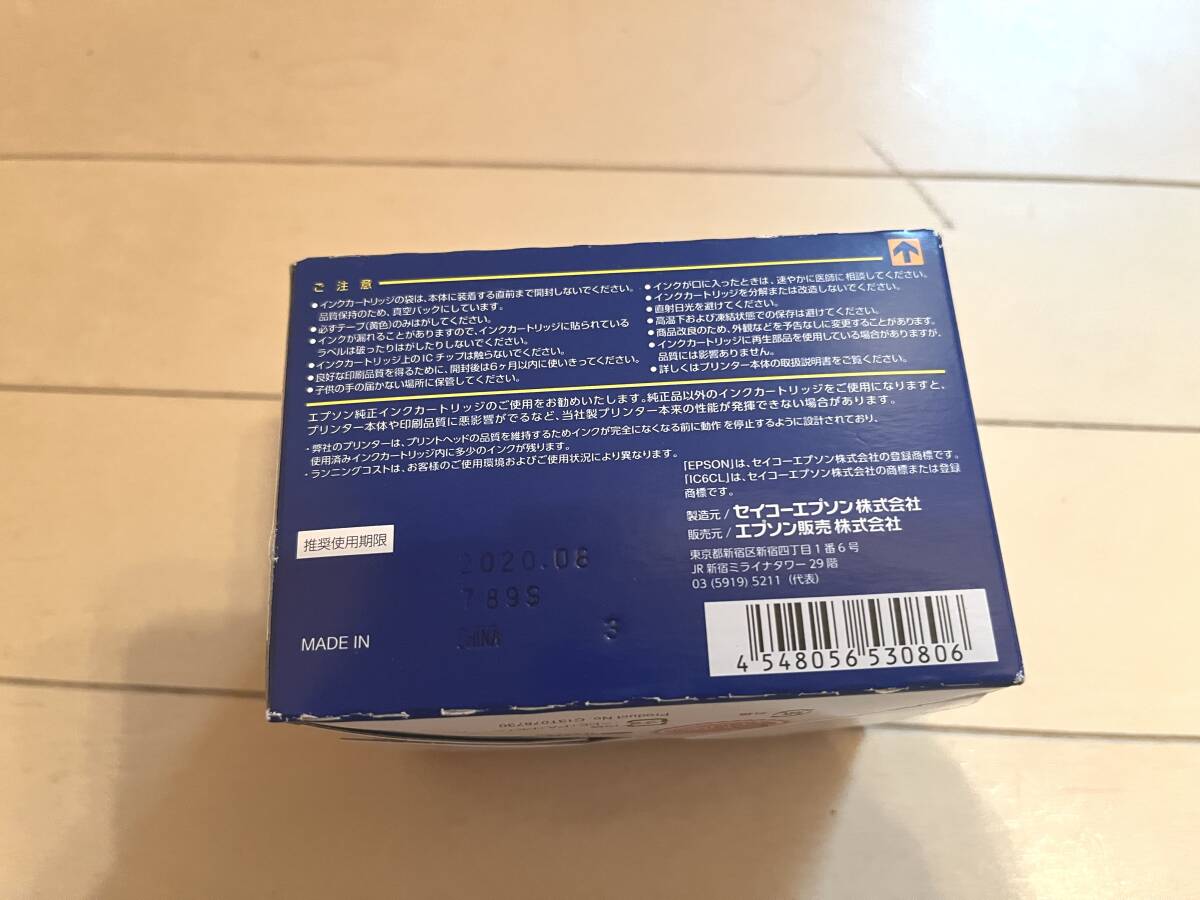 ご注意
●インクカートリッジの袋は、本体に装着する直前まで開封しないでください。
品質保持のため、真空パックにしています。
●必ずテープ(黄色)のみはがしてください。
●インクが漏れることがありますので、インクカートリッジに貼られている
ラベルは破ったりはがしたりしないでください。
●インクカートリッジ上のICチップは触らないでください。
●良好な印刷品質を得るために、開封後は6ヶ月以内に使いきってください。
●子供の手の届かない場所に保管してください。
●インクが口に入ったときは、速やかに医師に相談してください。
●インクカートリッジを分解または改造しないでください。
●直射日光を避けてください。
●高温下および凍結状態での保存は避けてください。
●商品改良のため、外観などを予告なしに変更することがあります。
●インクカートリッジに再生部品を使用している場合がありますが、
品質には影響ありません。
●詳しくはプリンター本体の取扱説明書をご覧ください。
エプソン純正インクカートリッジのご使用をお勧めいたします。純正品以外のインクカートリッジをご使用になりますと、
プリンター本体や印刷品質に悪影響がでるなど、当社製プリンター本来の性能が発揮できない場合があります。
・弊社のプリンターは、プリントヘッドの品質を維持するためインクが完全になくなる前に動作を停止するように設計されており、
使用済みインクカートリッジ内に多少のインクが残ります。
・ランニングコストは、お客様のご使用環境およびご使用状況により異なります。
「EPSON」は、セイコーエプソン株式会社の登録商標です。
「IC6CL」は、セイコーエプソン株式会社の商標または登録
商標です。
製造元/セイコーエプソン株式会社
販売元/エプソン販売株式会社
東京都新宿区新宿四丁目1番6号
JR新宿ミライナタワー29階
03 (5919) 5211 (代表)
推奨使用期限
2020.08
789S
MADE IN
CHINA
3
4 548056 530806
Product No. C13T078730